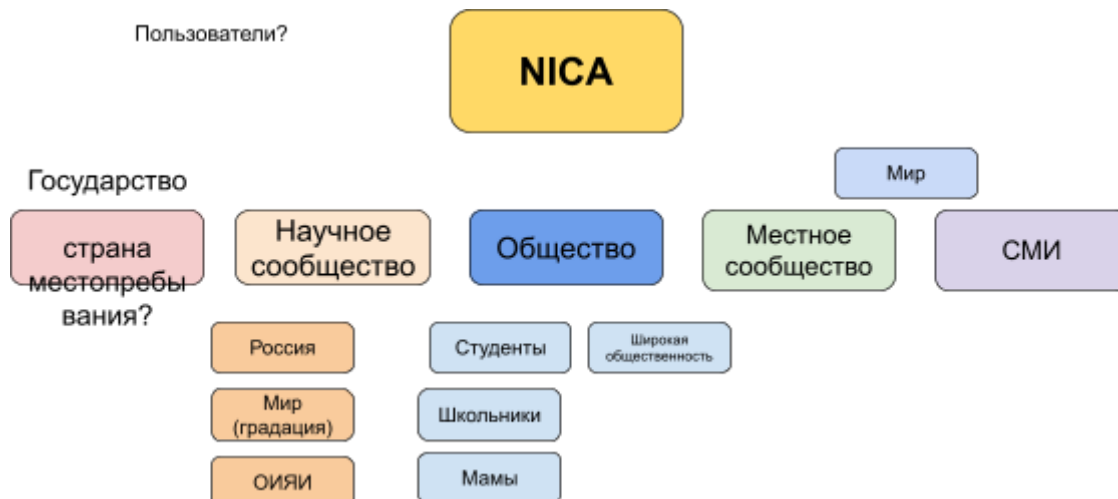 Пользователи?
NICA
Мир
Государство
страна
местопребы
вания?
Научное
сообщество
Общество
Местное
сообщество
СМИ
Россия
Студенты
Широкая
общественность
Мир
(градация)
Школьники
ОИЯИ
Мамы